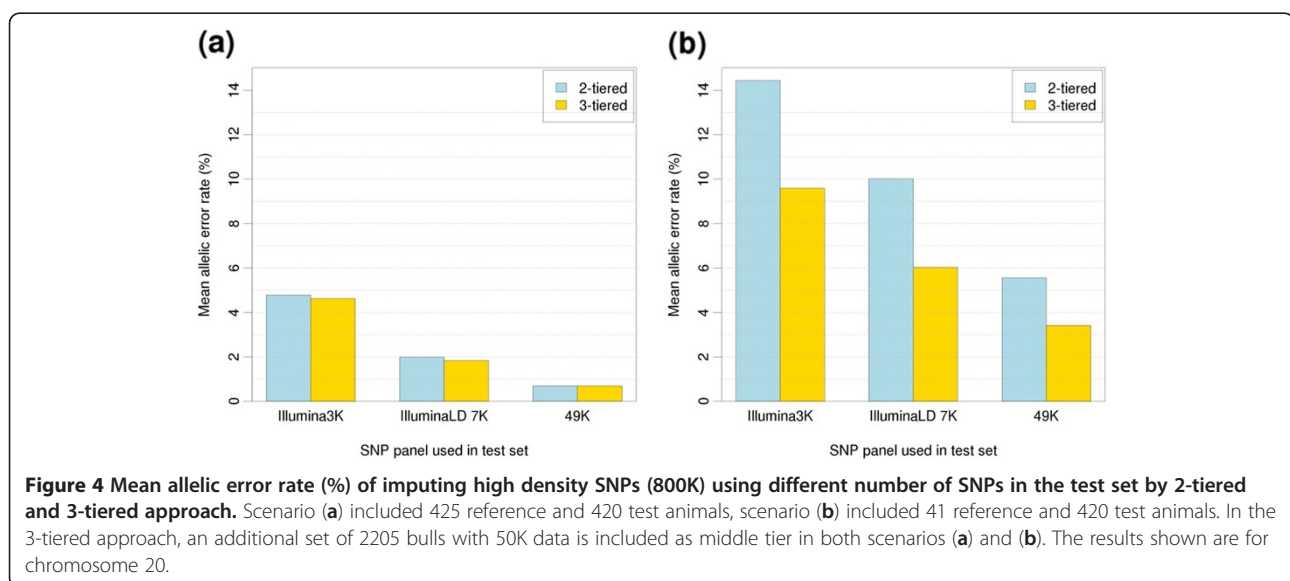 (a)
Mean allelic error rate (%)
0 2 4 6 8 10 12 14
2-tiered
3-tiered
Illumina3K IlluminaLD 7K 49K
SNP panel used in test set
(b)
Mean allelic error rate (%)
0 2 4 6 8 10 12 14
2-tiered
3-tiered
Illumina3K IlluminaLD 7K 49K
SNP panel used in test set
Figure 4 Mean allelic error rate (%) of imputing high density SNPs (800K) using different number of SNPs in the test set by 2-tiered
and 3-tiered approach. Scenario (a) included 425 reference and 420 test animals, scenario (b) included 41 reference and 420 test animals. In the
3-tiered approach, an additional set of 2205 bulls with 50K data is included as middle tier in both scenarios (a) and (b). The results shown are for
chromosome 20.